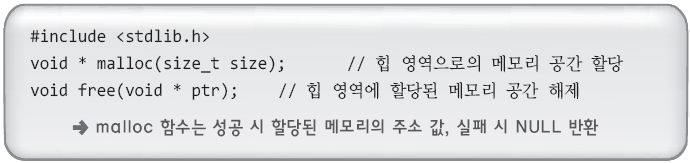 #include <stdlib.h>
void * malloc(size_t size);      // 힙 영역으로의 메모리 공간 할당
void free(void * ptr);    // 힙 영역에 할당된 메모리 공간 해제
➔ malloc 함수는 성공 시 할당된 메모리의 주소 값, 실패 시 NULL 반환